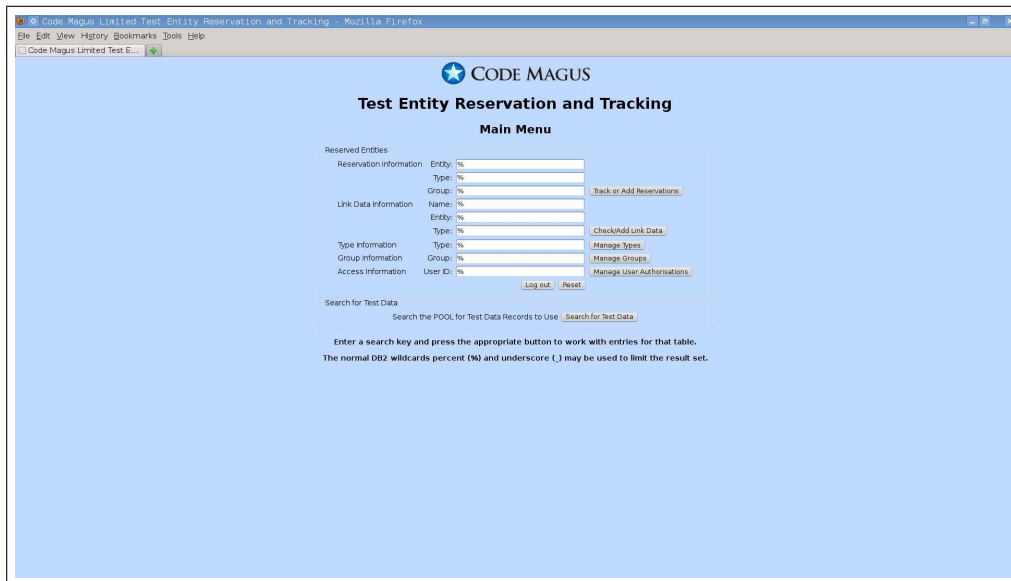 Code Magus Limited Test Entity Reservation and Tracking - Mozilla Firefox
File Edit View History Bookmarks Tools Help
Code Magus Limited Test E...
CODE MAGUS
Test Entity Reservation and Tracking
Main Menu
Reserved Entities
Reservation Information Entity: %
Type: %
Group: % Track or Add Reservations
Link Data Information Name: %
Entity: %
Type: % Check/Add Link Data
Type Information Type: % Manage Types
Group Information Group: % Manage Groups
Access Information User ID: % Manage User Authorisations
Log out Reset
Search for Test Data
Search the POOL for Test Data Records to Use Search for Test Data
Enter a search key and press the appropriate button to work with entries for that table.
The normal DB2 wildcards percent (%) and underscore (_) may be used to limit the result set.